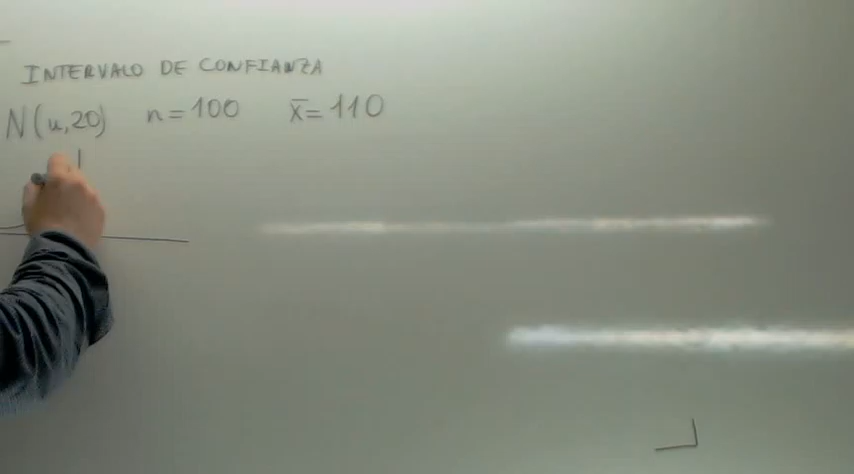 INTERVALO DE CONFIANZA
N(u,20) n=100 x̄=110